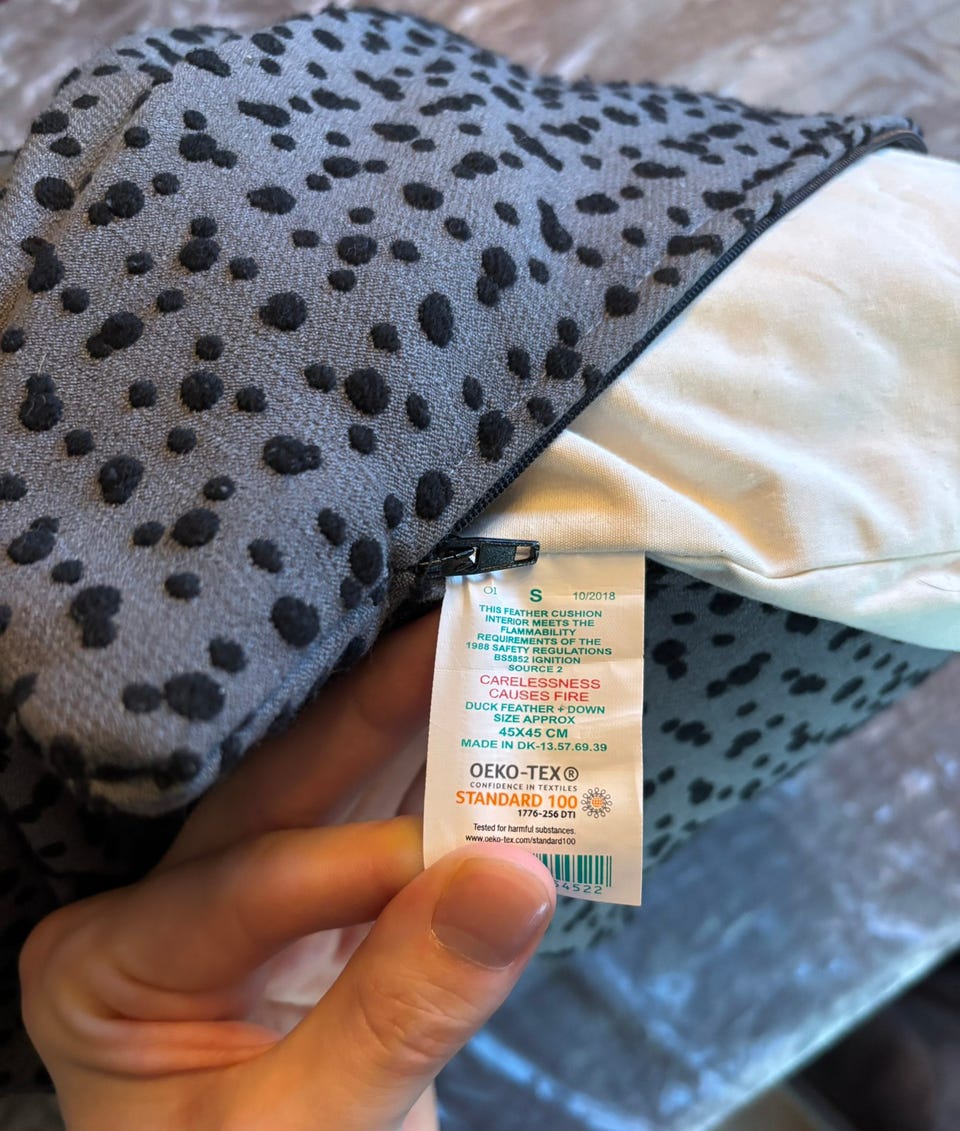 01 S 10/2018
THIS FEATHER CUSHION
INTERIOR MEETS THE
FLAMMABILITY
REQUIREMENTS OF THE
1988 SAFETY REGULATIONS
BS5852 IGNITION
SOURCE 2
CARELESSNESS
CAUSES FIRE
DUCK FEATHER + DOWN
SIZE APPROX
45X45 CM
MADE IN DK-13.57.69.39
OEKO-TEX®
CONFIDENCE IN TEXTILES
STANDARD 100
1776-256 DTI
Tested for harmful substances.
www.oeko-tex.com/standard100
4522